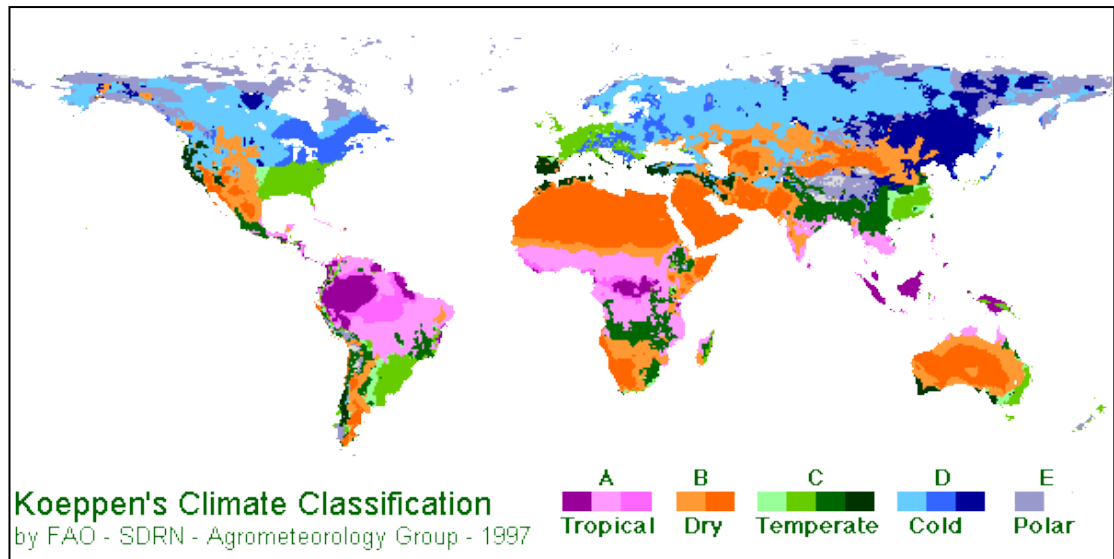 A B C D E
Koeppen's Climate Classification
Tropical Dry Temperate Cold Polar
by FAO - SDRN - Agrometeorology Group - 1997